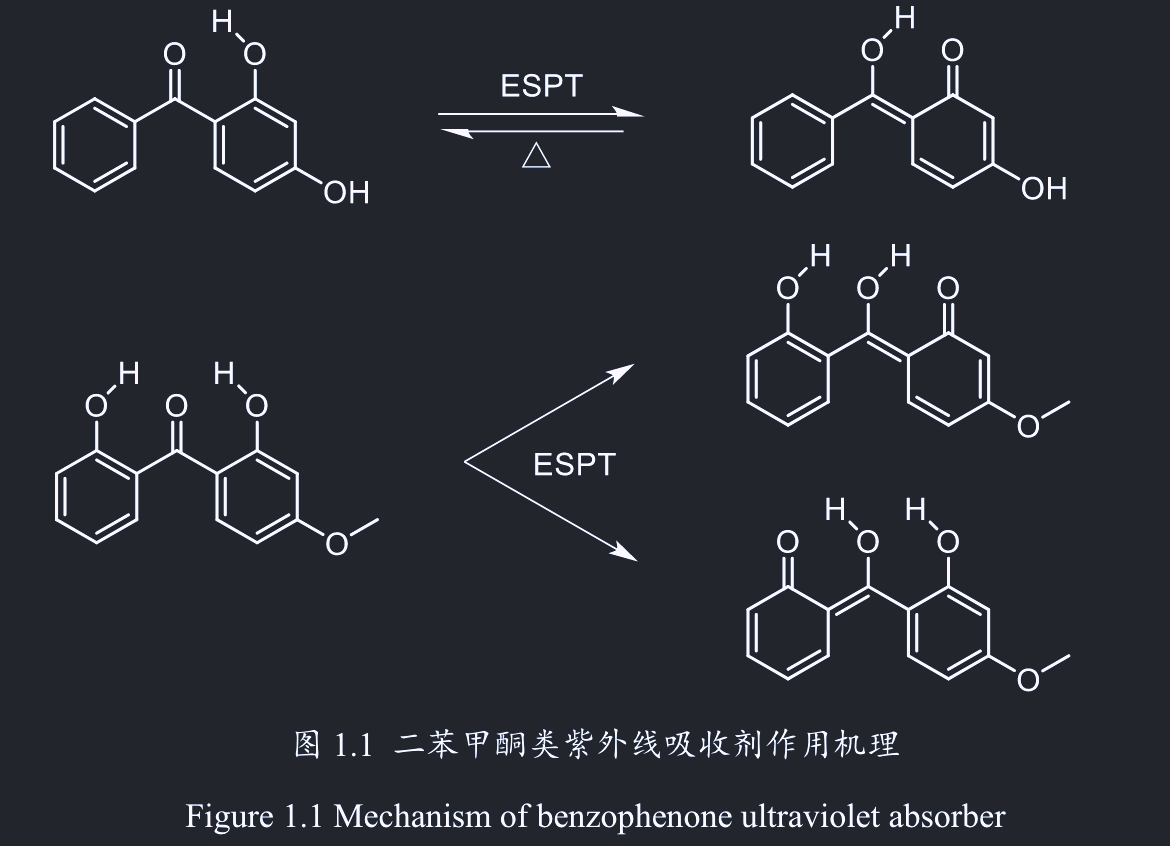 H
O
O
OH
ESPT
△
H
O
O
OH
H
H
O
O
O
O
ESPT
H
H
O
O
O
O
H
H
O
O
O
O
图 1.1 二苯甲酮类紫外线吸收剂作用机理
Figure 1.1 Mechanism of benzophenone ultraviolet absorber